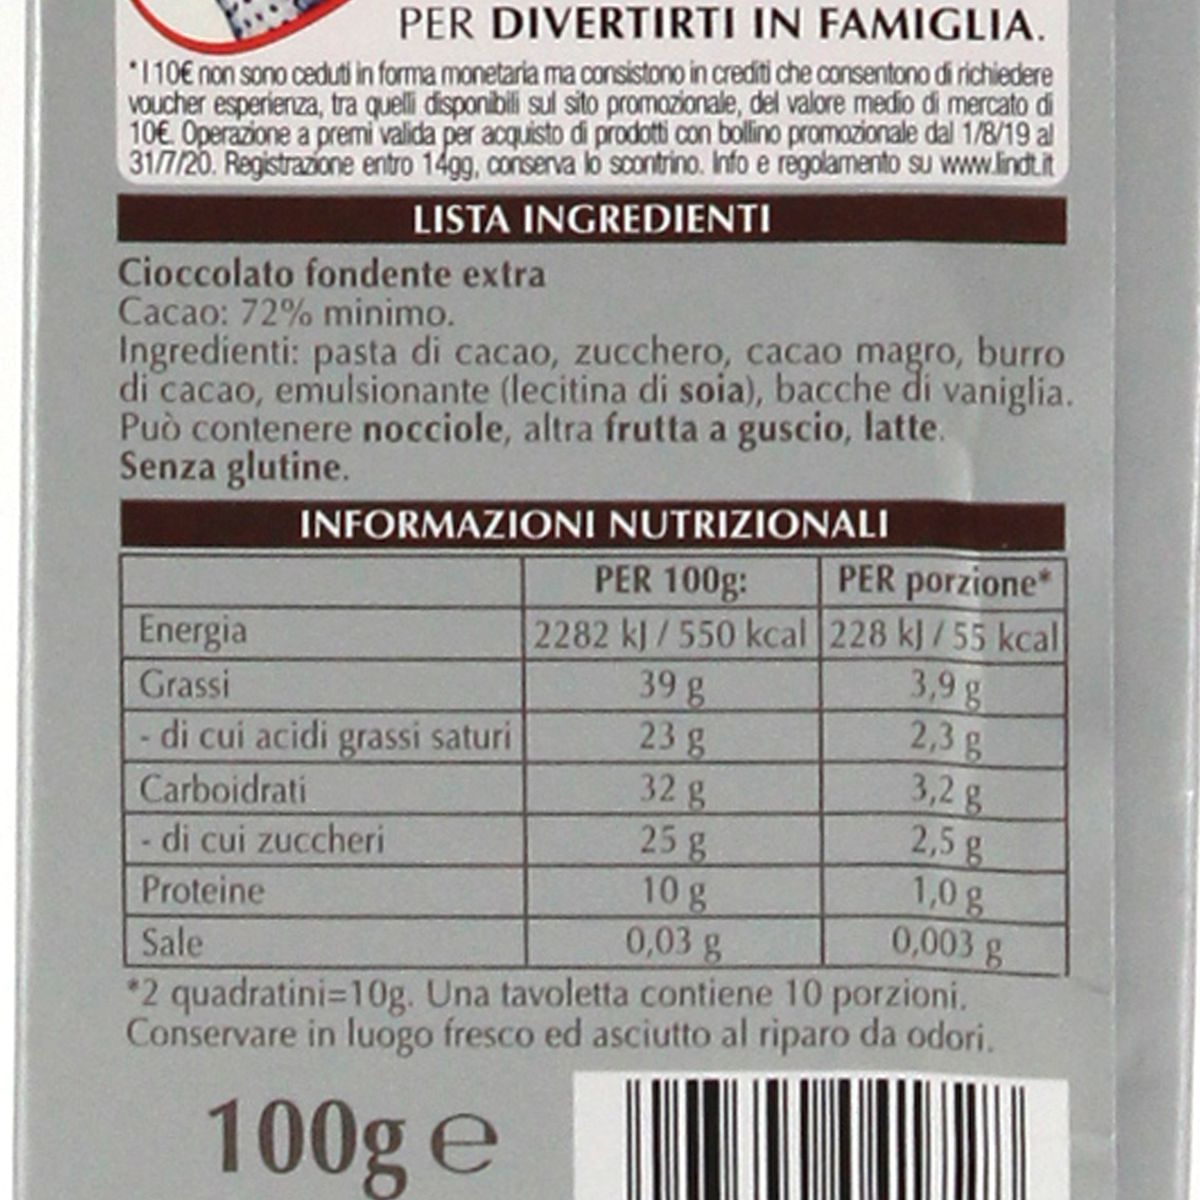 PER DIVERTIRTI IN FAMIGLIA.
*I 10€ non sono ceduti in forma monetaria ma consistono in crediti che consentono di richiedere
voucher esperienza, tra quelli disponibili sul sito promozionale, del valore medio di mercato di
10€. Operazione a premi valida per acquisto di prodotti con bollino promozionale dal 1/8/19 al
31/7/20. Registrazione entro 14gg, conserva lo scontrino. Info e regolamento su www.lindt.it
LISTA INGREDIENTI
Cioccolato fondente extra
Cacao: 72% minimo.
Ingredienti: pasta di cacao, zucchero, cacao magro, burro
di cacao, emulsionante (lecitina di soia), bacche di vaniglia.
Può contenere nocciole, altra frutta a guscio, latte.
Senza glutine.
INFORMAZIONI NUTRIZIONALI
PER 100g: PER porzione*
Energia 2282 kJ / 550 kcal 228 kJ / 55 kcal
Grassi 39 g 3,9 g
- di cui acidi grassi saturi 23 g 2,3 g
Carboidrati 32 g 3,2 g
- di cui zuccheri 25 g 2,5 g
Proteine 10 g 1,0 g
Sale 0,03 g 0,003 g
*2 quadratini=10g. Una tavoletta contiene 10 porzioni.
Conservare in luogo fresco ed asciutto al riparo da odori.
100g ℮